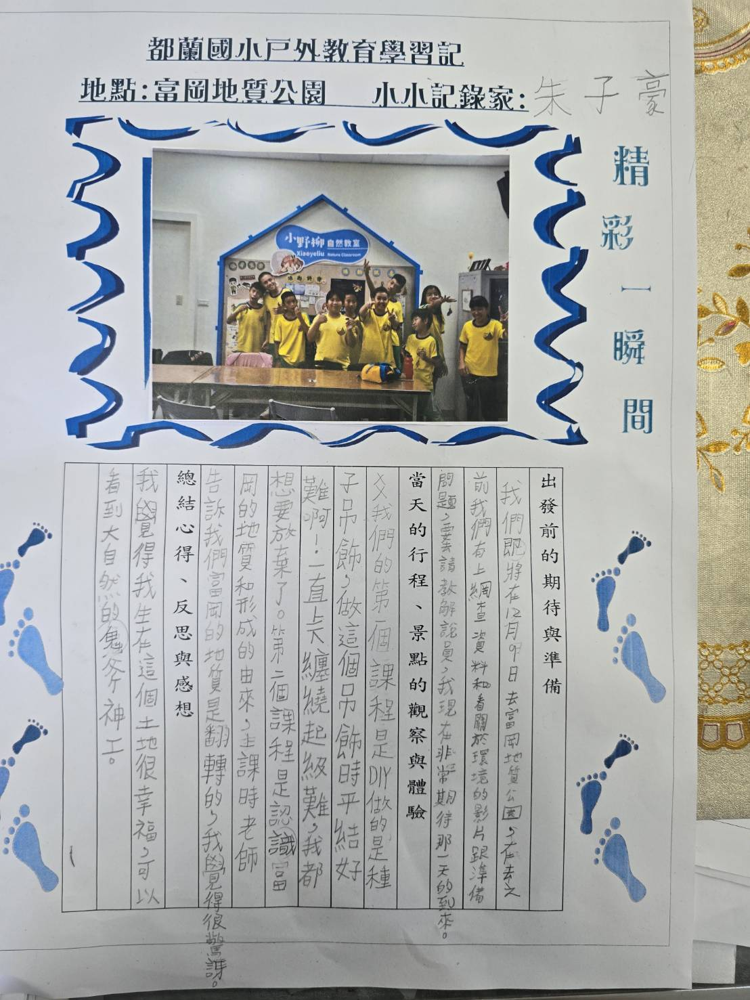 都蘭國小戶外教育學習記
地點:富岡地質公園 小小記錄家:朱子豪
精彩一瞬間
小野柳 自然教室
Xiaoyeliu Nature Classroom
出發前的期待與準備
我們即將在12月09日去富岡地質公園,在去之
前我們有上網查資料和看關於環境的影片跟準備
問題,要去請教解說員,我現在非常期待那一天的到來。
當天的行程、景點的觀察與體驗
我們的第一個課程是DIY做的是種
子吊飾,做這個吊飾時平結好
難啊!一直上纏繞起級難,我都
想要放棄了。第二個課程是認識富
岡的地質和形成的由來,上課時老師
告訴我們富岡的地質是翻轉的,我覺得很驚訝。
總結心得、反思與感想
我覺得我生在這個土地很幸福,可以
看到大自然的鬼斧神工。